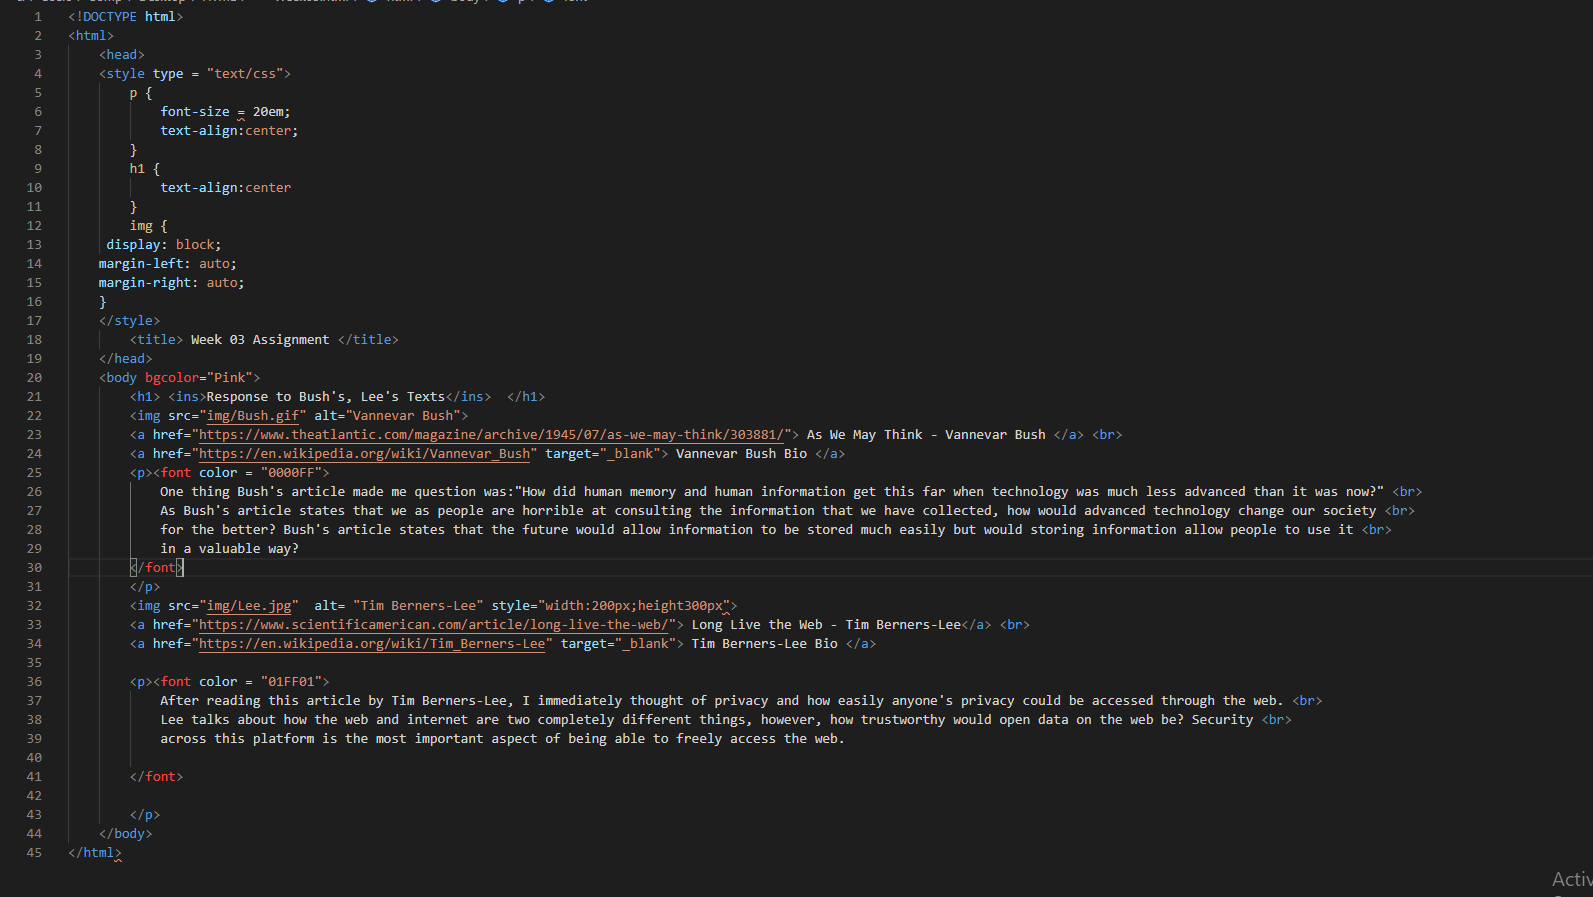 1 <!DOCTYPE html>
2 <html>
3 <head>
4 <style type = "text/css">
5 p {
6 font-size = 20em;
7 text-align:center;
8 }
9 h1 {
10 text-align:center
11 }
12 img {
13 display: block;
14 margin-left: auto;
15 margin-right: auto;
16 }
17 </style>
18 <title> Week 03 Assignment </title>
19 </head>
20 <body bgcolor="Pink">
21 <h1> <ins>Response to Bush's, Lee's Texts</ins>  </h1>
22 <img src="img/Bush.gif" alt="Vannevar Bush">
23 <a href="https://www.theatlantic.com/magazine/archive/1945/07/as-we-may-think/303881/"> As We May Think - Vannevar Bush </a> <br>
24 <a href="https://en.wikipedia.org/wiki/Vannevar_Bush" target="_blank"> Vannevar Bush Bio </a>
25 <p><font color = "0000FF">
26 One thing Bush's article made me question was:"How did human memory and human information get this far when technology was much less advanced than it was now?" <br>
27 As Bush's article states that we as people are horrible at consulting the information that we have collected, how would advanced technology change our society <br>
28 for the better? Bush's article states that the future would allow information to be stored much easily but would storing information allow people to use it <br>
29 in a valuable way?
30 </font>
31 </p>
32 <img src="img/Lee.jpg"  alt= "Tim Berners-Lee" style="width:200px;height300px">
33 <a href="https://www.scientificamerican.com/article/long-live-the-web/"> Long Live the Web - Tim Berners-Lee</a> <br>
34 <a href="https://en.wikipedia.org/wiki/Tim_Berners-Lee" target="_blank"> Tim Berners-Lee Bio </a>
35
36 <p><font color = "01FF01">
37 After reading this article by Tim Berners-Lee, I immediately thought of privacy and how easily anyone's privacy could be accessed through the web. <br>
38 Lee talks about how the web and internet are two completely different things, however, how trustworthy would open data on the web be? Security <br>
39 across this platform is the most important aspect of being able to freely access the web.
40
41 </font>
42
43 </p>
44 </body>
45 </html>
Activ